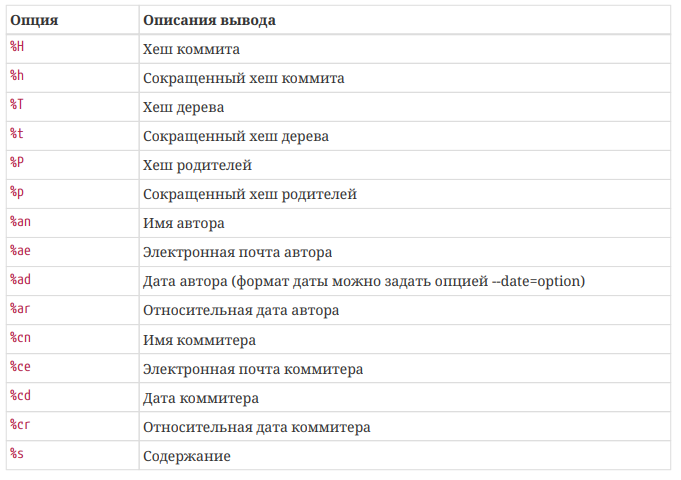 Опция Описания вывода
%H Хеш коммита
%h Сокращенный хеш коммита
%T Хеш дерева
%t Сокращенный хеш дерева
%P Хеш родителей
%p Сокращенный хеш родителей
%an Имя автора
%ae Электронная почта автора
%ad Дата автора (формат даты можно задать опцией --date=option)
%ar Относительная дата автора
%cn Имя коммитера
%ce Электронная почта коммитера
%cd Дата коммитера
%cr Относительная дата коммитера
%s Содержание